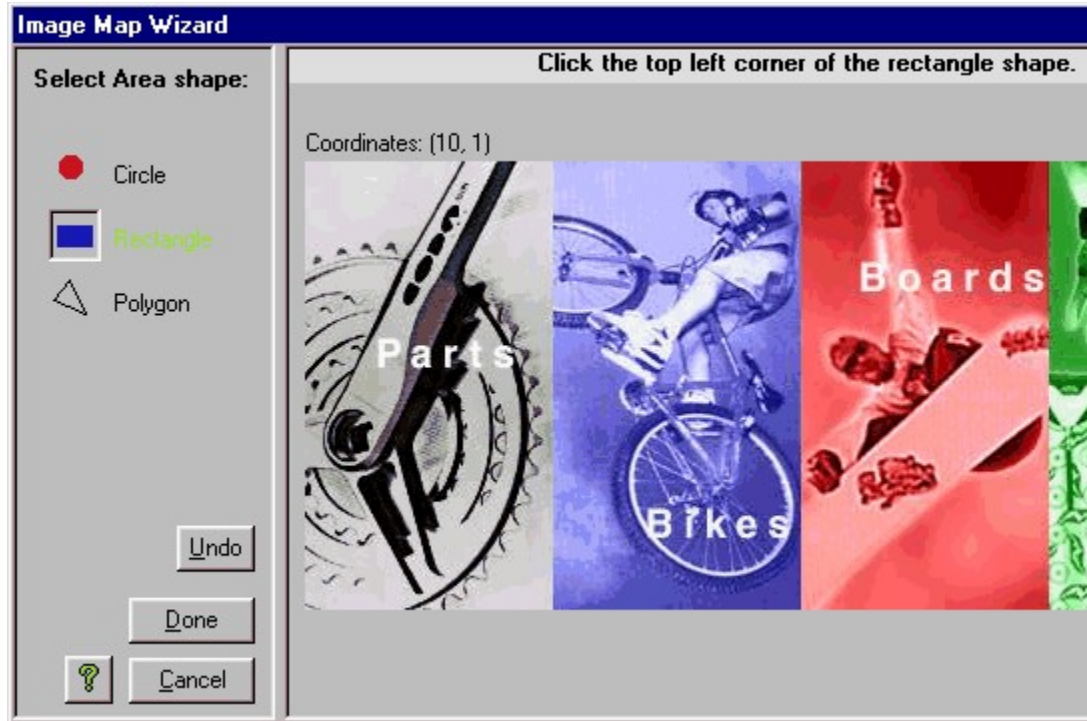 Image Map Wizard
Select Area shape:
Circle
Rectangle
Polygon
Undo
Done
?
Cancel
Click the top left corner of the rectangle shape.
Coordinates: (10, 1)
Parts
Bikes
Boards